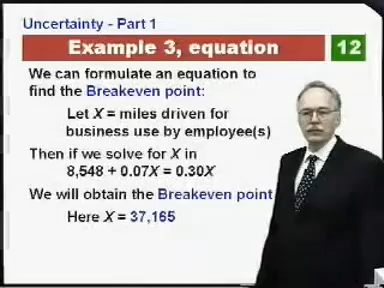 Uncertainty - Part 1
Example 3, equation
12
We can formulate an equation to
find the Breakeven point:
Let X = miles driven for
business use by employee(s)
Then if we solve for X in
8,548 + 0.07X = 0.30X
We will obtain the Breakeven point
Here X = 37,165